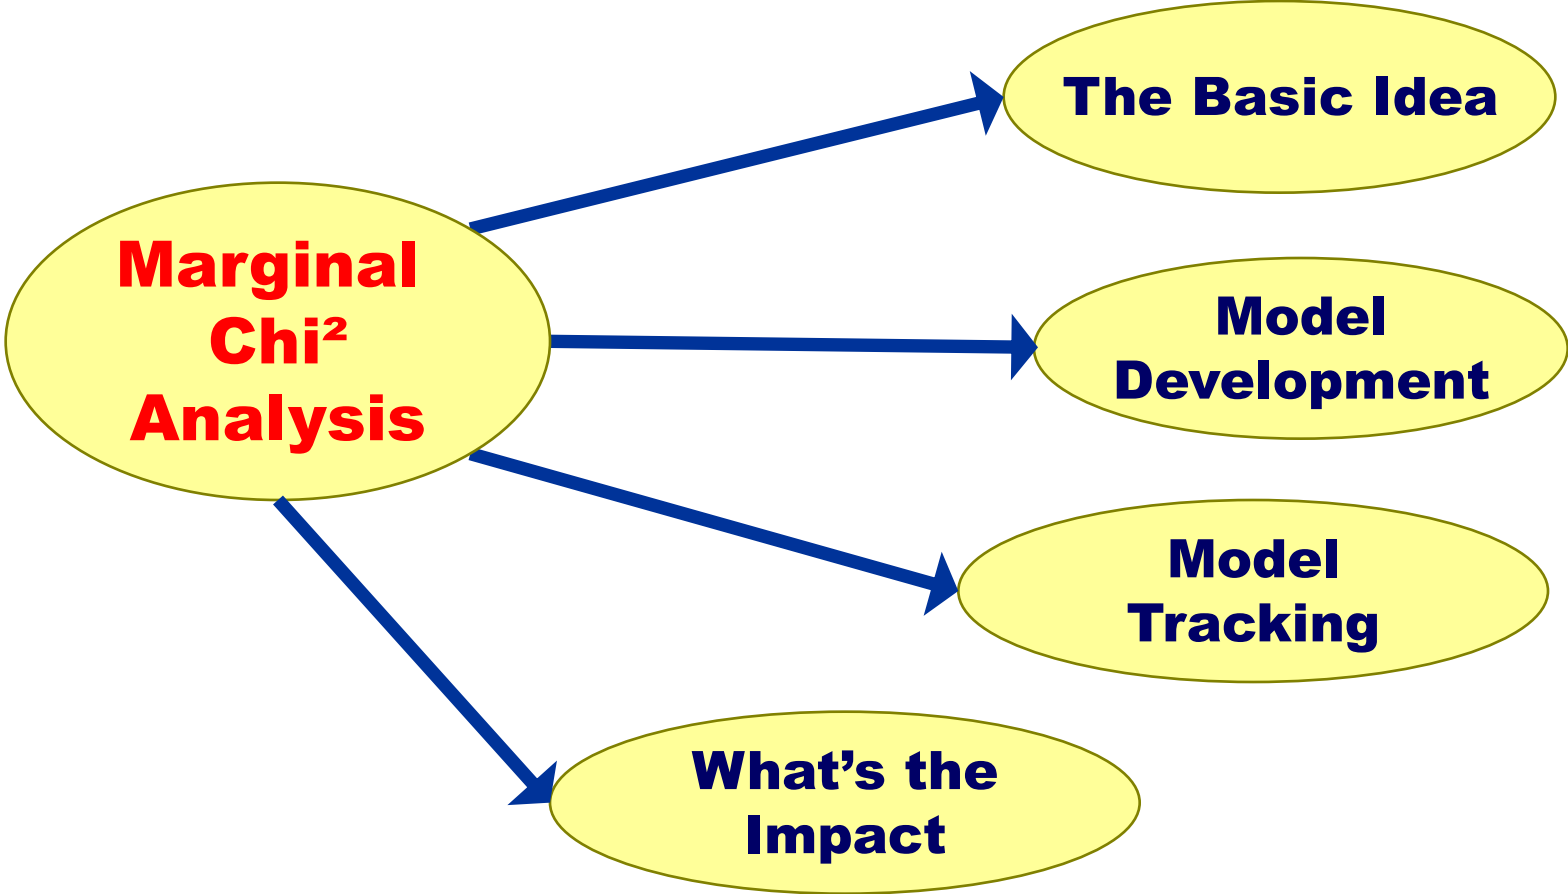 Marginal
Chi²
Analysis
The Basic Idea
Model
Development
Model
Tracking
What’s the
Impact